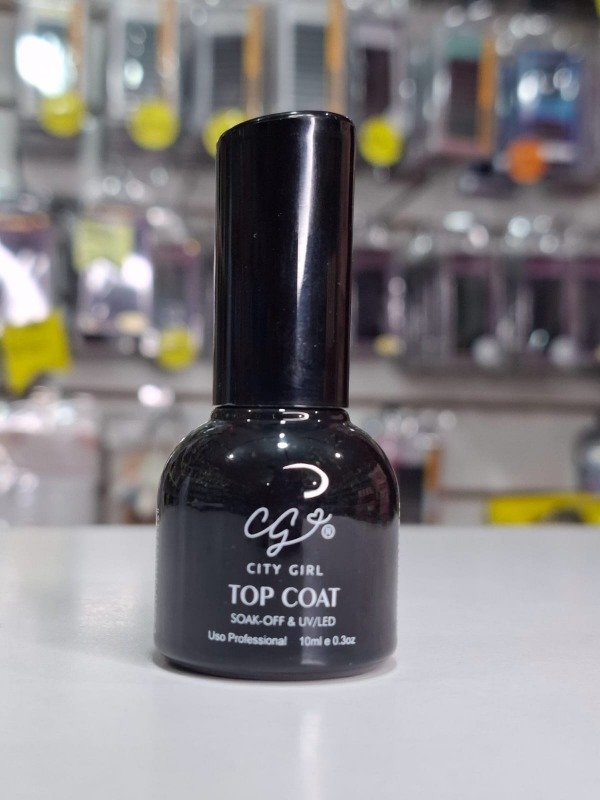 CG
CITY GIRL
TOP COAT
SOAK-OFF & UV/LED
Uso Professional 10ml e 0.3oz